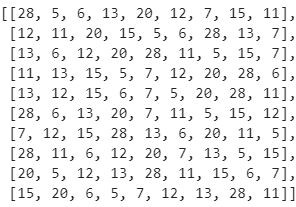 [[28, 5, 6, 13, 20, 12, 7, 15, 11],
[12, 11, 20, 15, 5, 6, 28, 13, 7],
[13, 6, 12, 20, 28, 11, 5, 15, 7],
[11, 13, 15, 5, 7, 12, 20, 28, 6],
[13, 12, 15, 6, 7, 5, 20, 28, 11],
[28, 6, 13, 20, 7, 11, 5, 15, 12],
[7, 12, 15, 28, 13, 6, 20, 11, 5],
[28, 11, 6, 12, 20, 7, 13, 5, 15],
[20, 5, 12, 13, 28, 11, 15, 6, 7],
[15, 20, 6, 5, 7, 12, 13, 28, 11]]